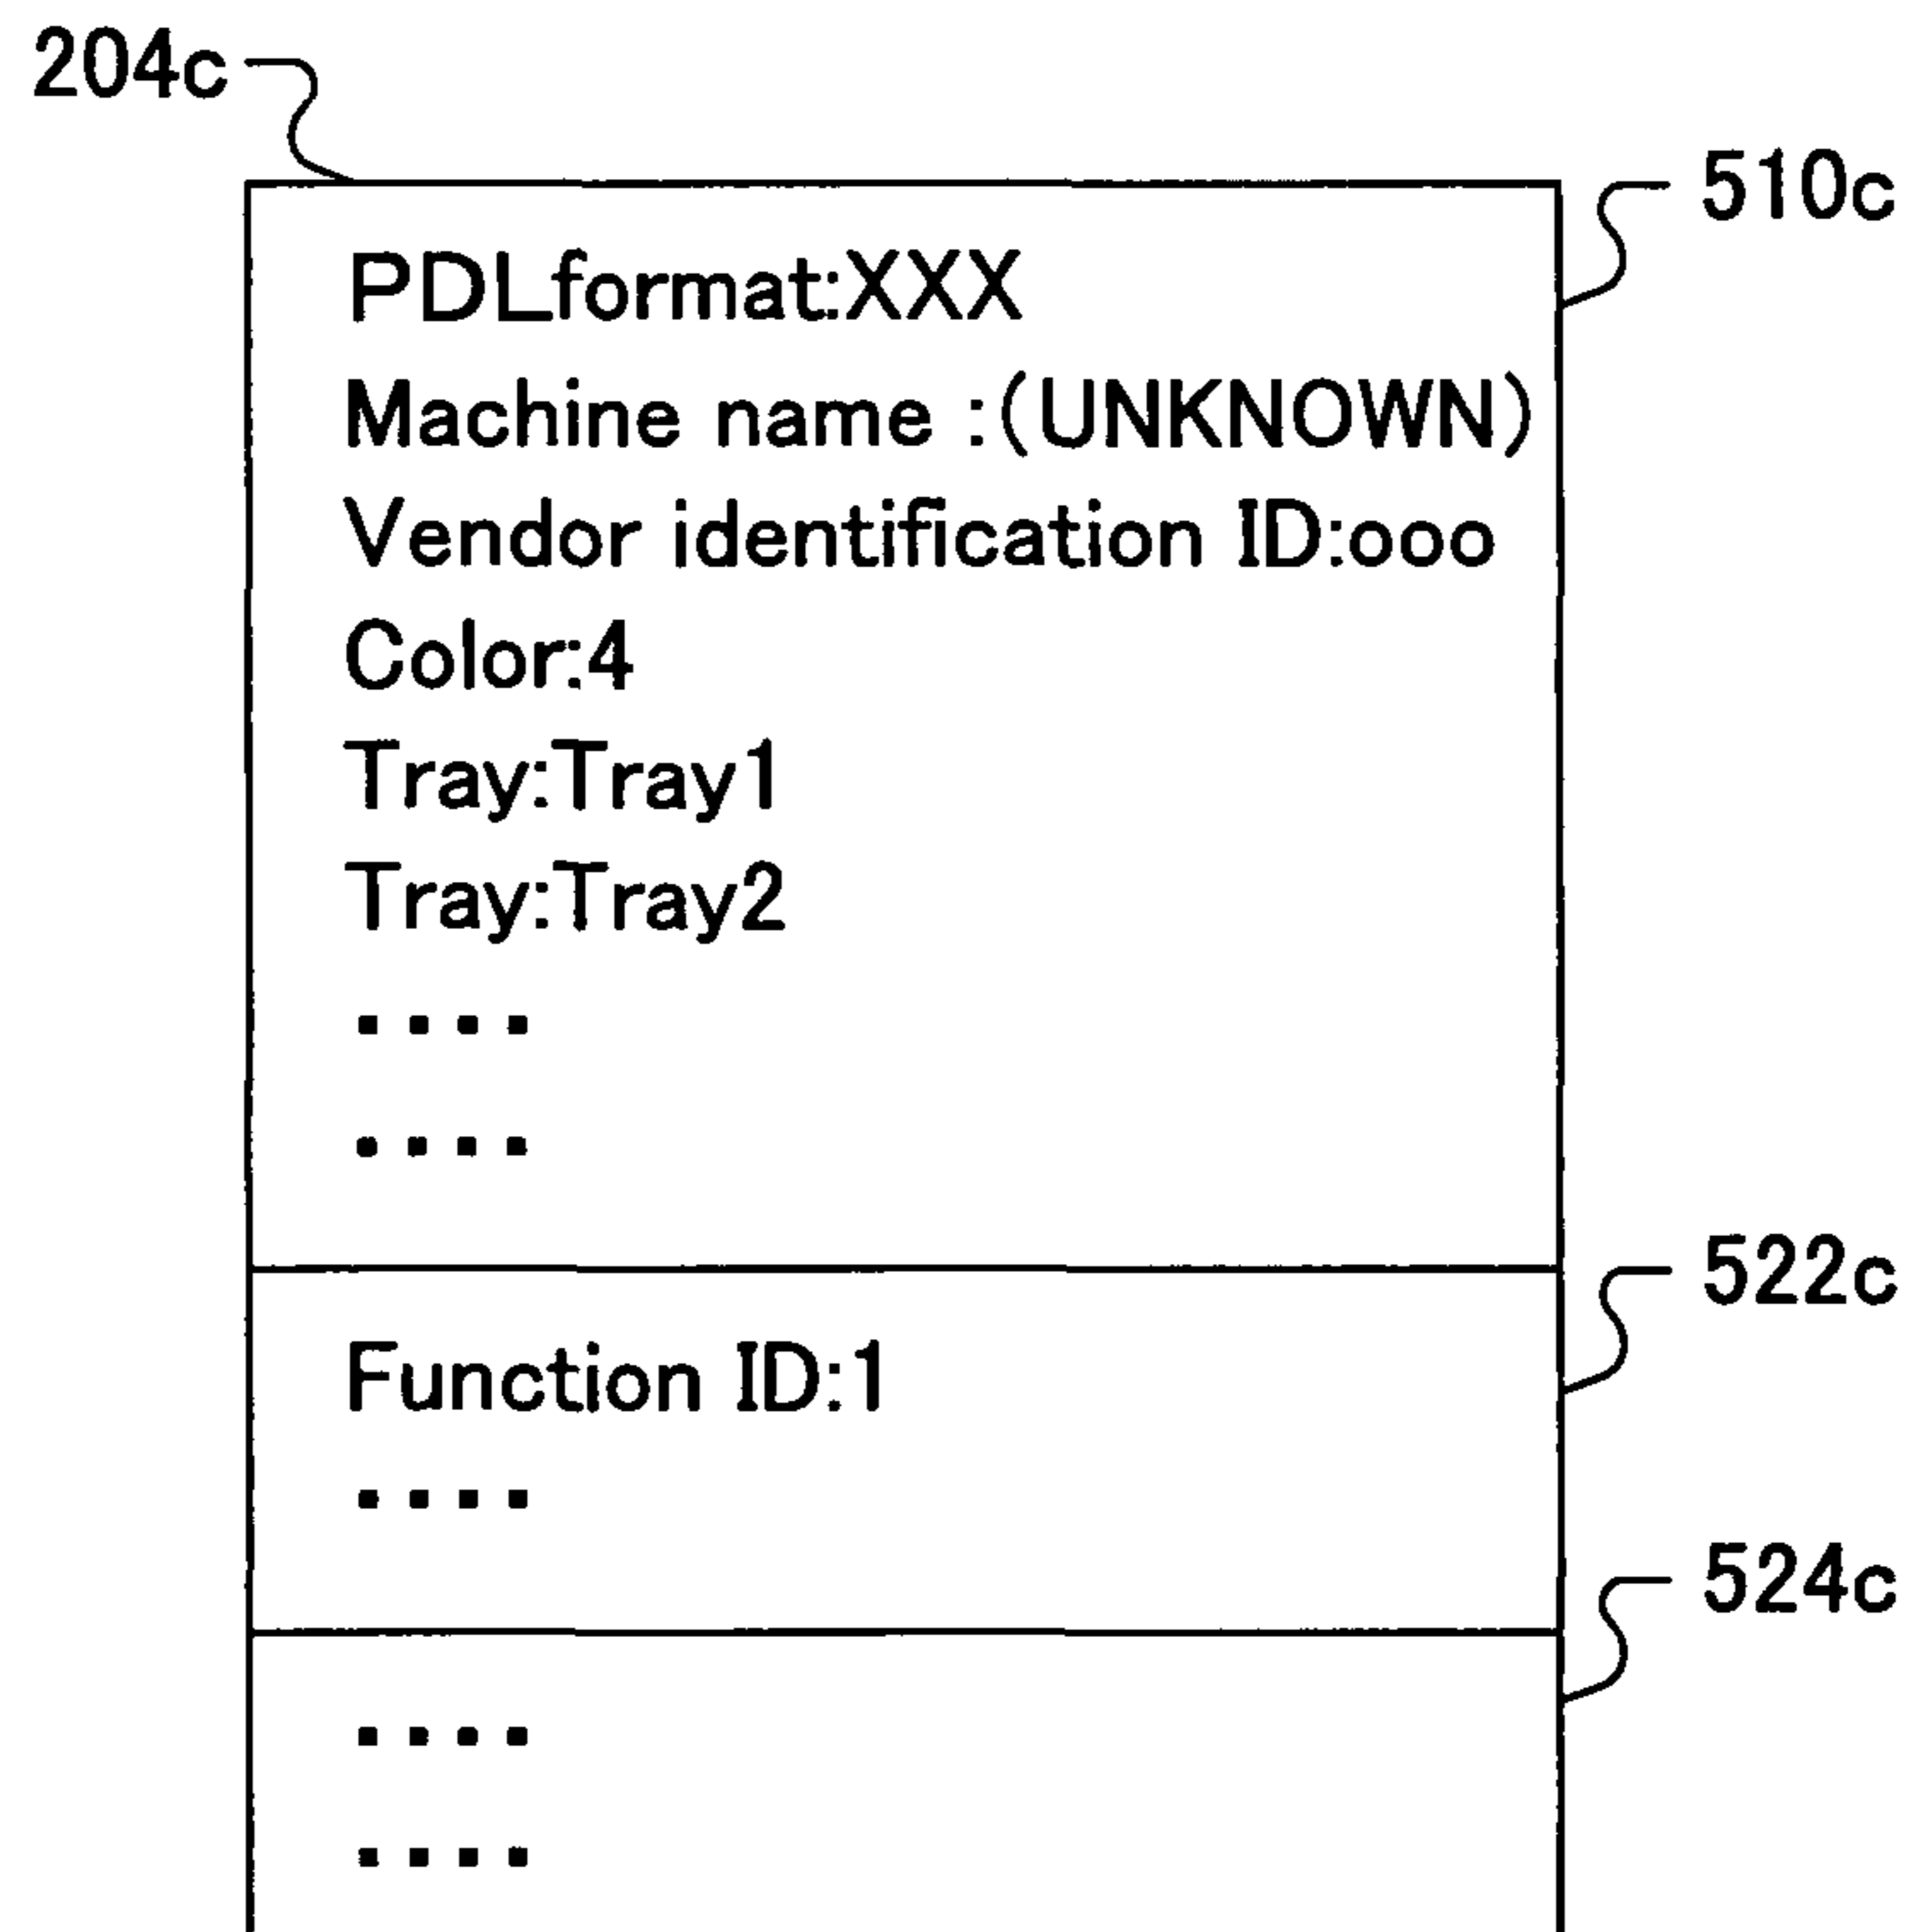 204c
510c
PDLformat:XXX
Machine name :(UNKNOWN)
Vendor identification ID:ooo
Color:4
Tray:Tray1
Tray:Tray2
....
....
522c
Function ID:1
....
524c
....
....